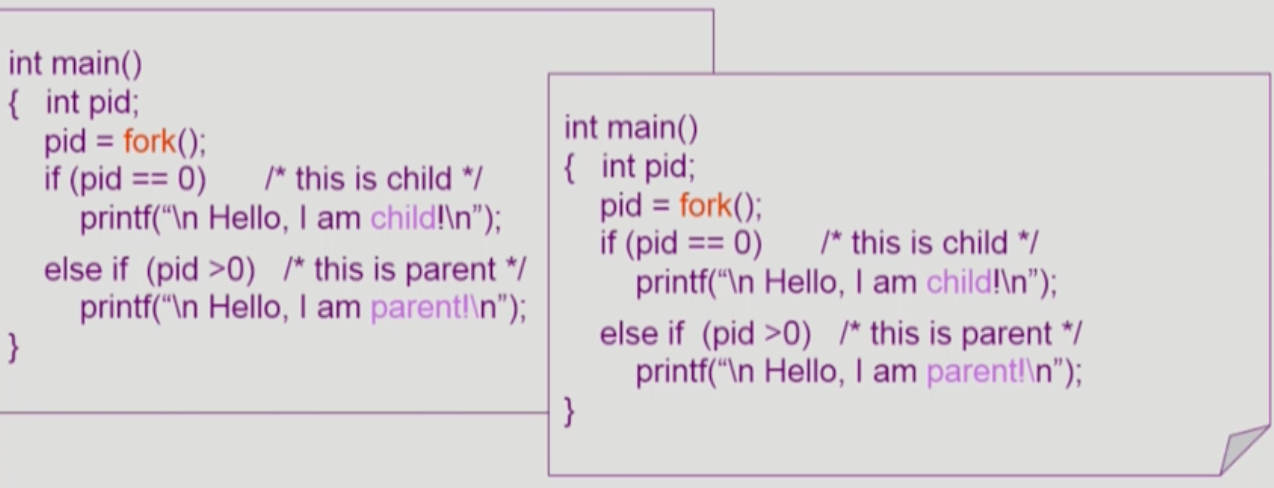 int main()
{ int pid;
pid = fork();
if (pid == 0) /* this is child */
printf(“\n Hello, I am child!\n”);
else if (pid >0) /* this is parent */
printf(“\n Hello, I am parent!\n”);
}
int main()
{ int pid;
pid = fork();
if (pid == 0) /* this is child */
printf(“\n Hello, I am child!\n”);
else if (pid >0) /* this is parent */
printf(“\n Hello, I am parent!\n”);
}